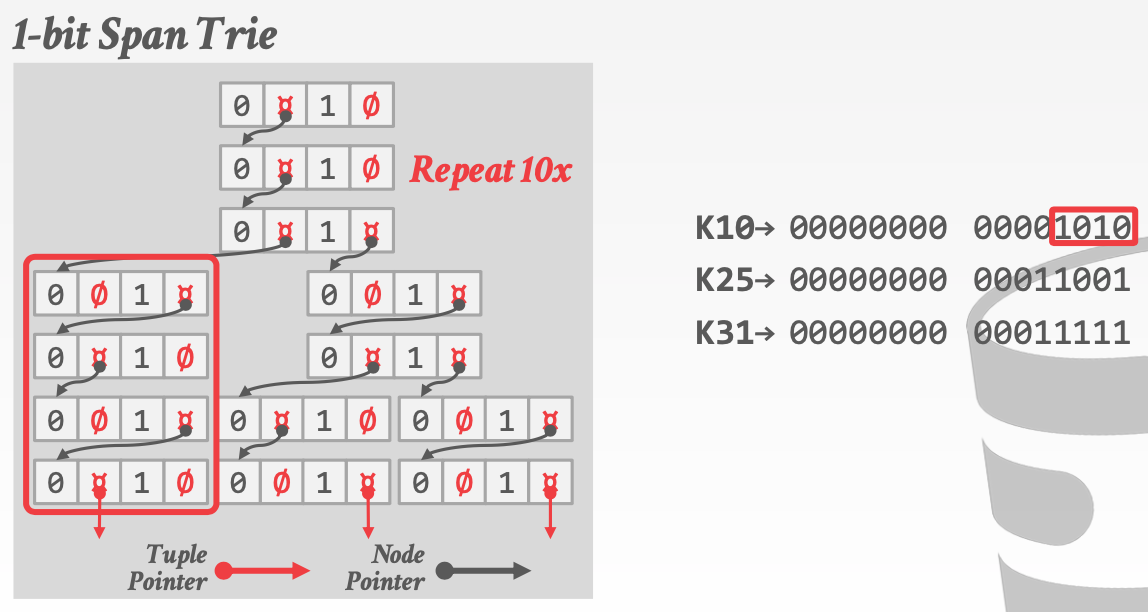 1-bit Span Trie
0 ¤ 1 Ø
0 ¤ 1 Ø
Repeat 10x
0 ¤ 1 ¤
0 Ø 1 ¤
0 Ø 1 ¤
0 ¤ 1 Ø
0 ¤ 1 ¤
0 Ø 1 ¤
0 ¤ 1 Ø
0 Ø 1 ¤
0 ¤ 1 Ø
0 Ø 1 ¤
0 Ø 1 ¤
Tuple
Pointer
Node
Pointer
K10→ 00000000 00001010
K25→ 00000000 00011001
K31→ 00000000 00011111